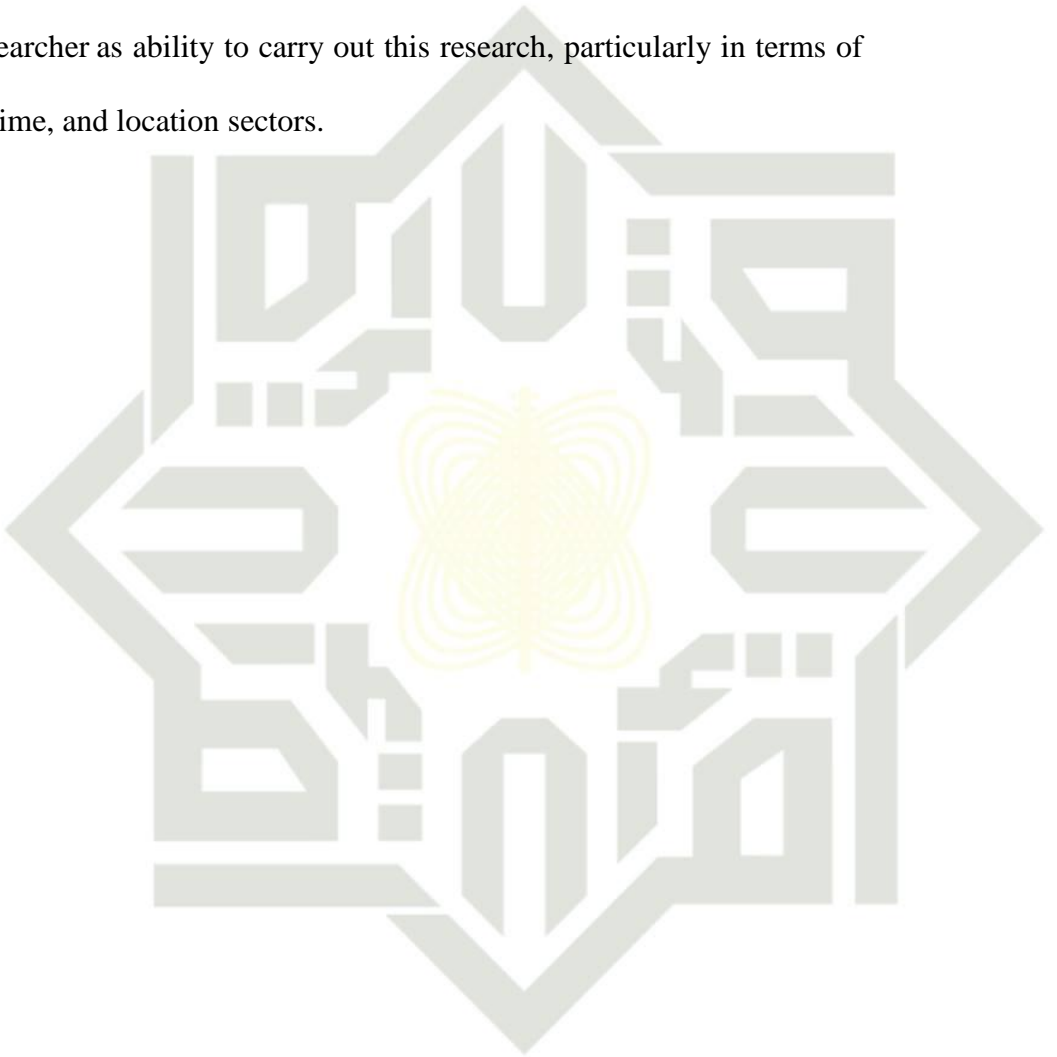 earcher as ability to carry out this research, particularly in terms of
ime, and location sectors.